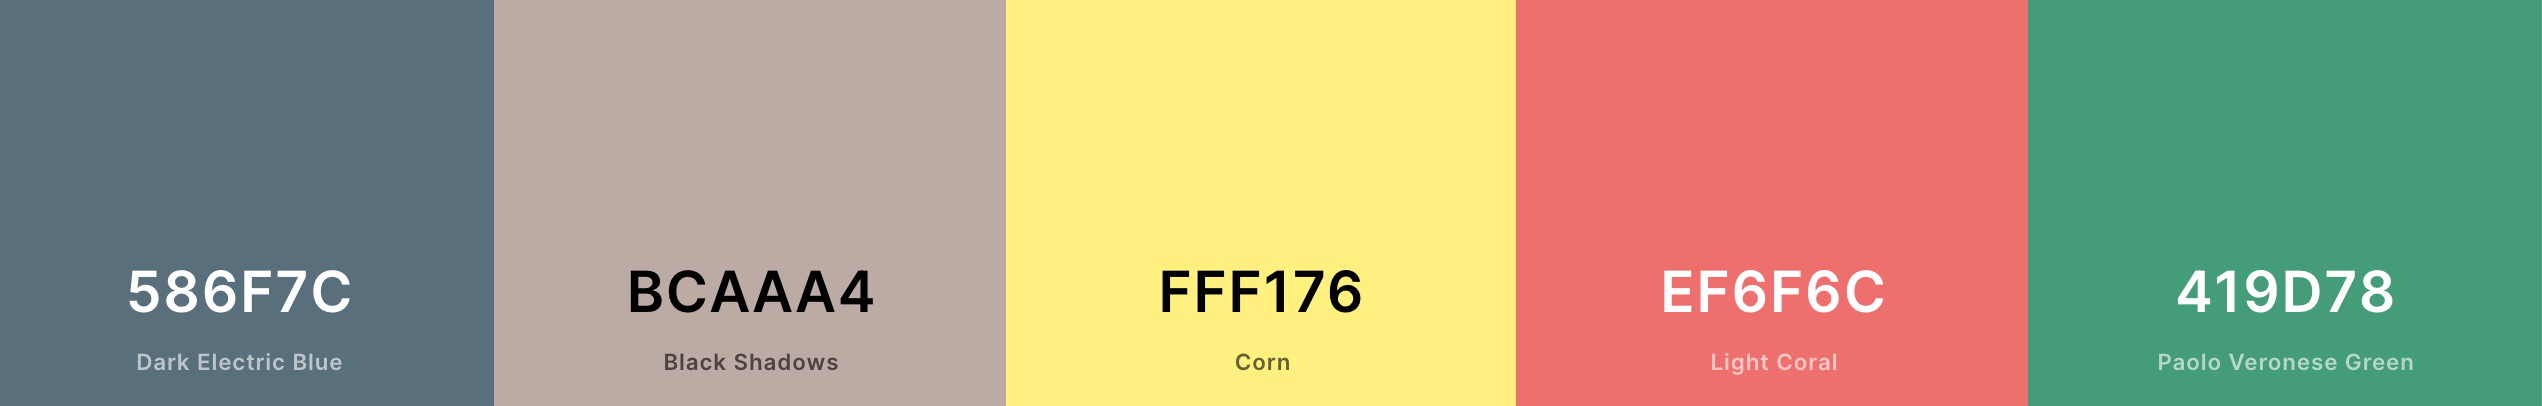 586F7C
Dark Electric Blue
BCAAA4
Black Shadows
FFF176
Corn
EF6F6C
Light Coral
419D78
Paolo Veronese Green